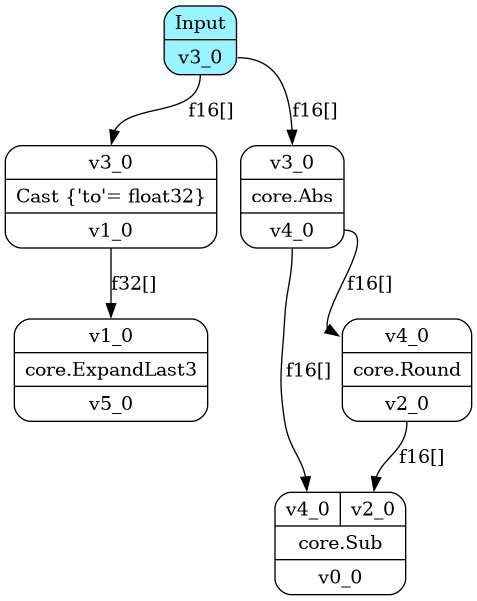 Input
v3_0
f16[]
f16[]
v3_0
Cast {'to'= float32}
v1_0
v3_0
core.Abs
v4_0
f32[]
f16[]
v1_0
core.ExpandLast3
v5_0
f16[]
v4_0
core.Round
v2_0
f16[]
v4_0 v2_0
core.Sub
v0_0